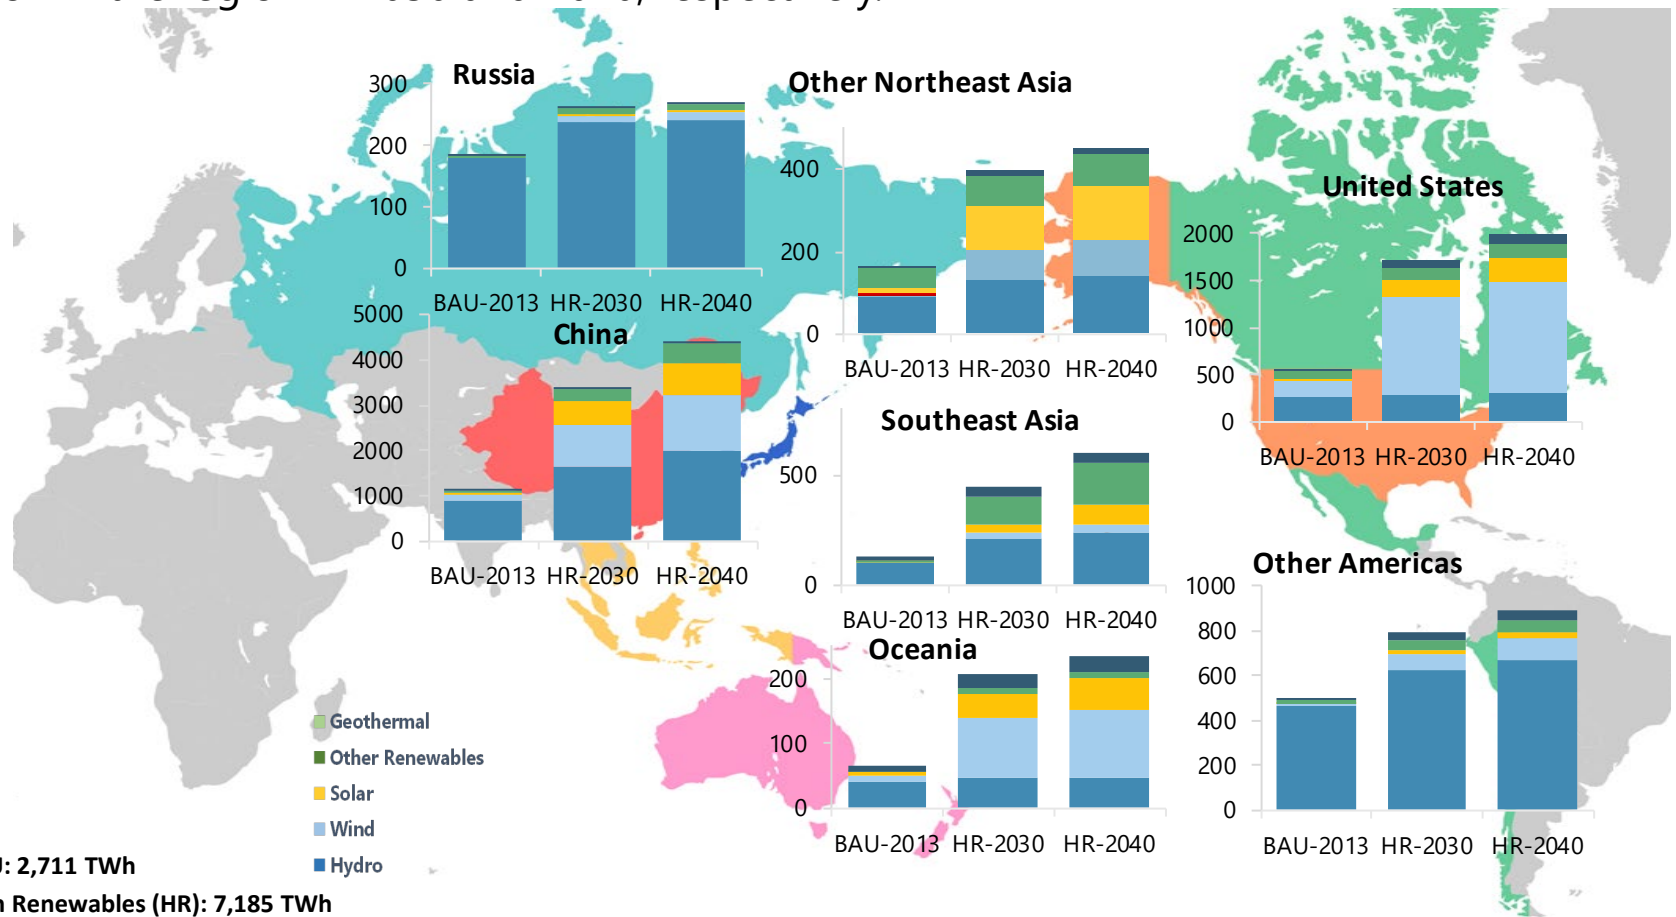 Russia
300
200
100
0
BAU-2013 HR-2030 HR-2040
Other Northeast Asia
400
200
0
BAU-2013 HR-2030 HR-2040
United States
2000
1500
1000
500
0
BAU-2013 HR-2030 HR-2040
China
5000
4000
3000
2000
1000
0
BAU-2013 HR-2030 HR-2040
Southeast Asia
500
0
BAU-2013 HR-2030 HR-2040
Other Americas
1000
800
600
400
200
0
BAU-2013 HR-2030 HR-2040
Oceania
200
100
0
BAU-2013 HR-2030 HR-2040
Geothermal
Other Renewables
Solar
Wind
Hydro
: 2,711 TWh
Renewables (HR): 7,185 TWh